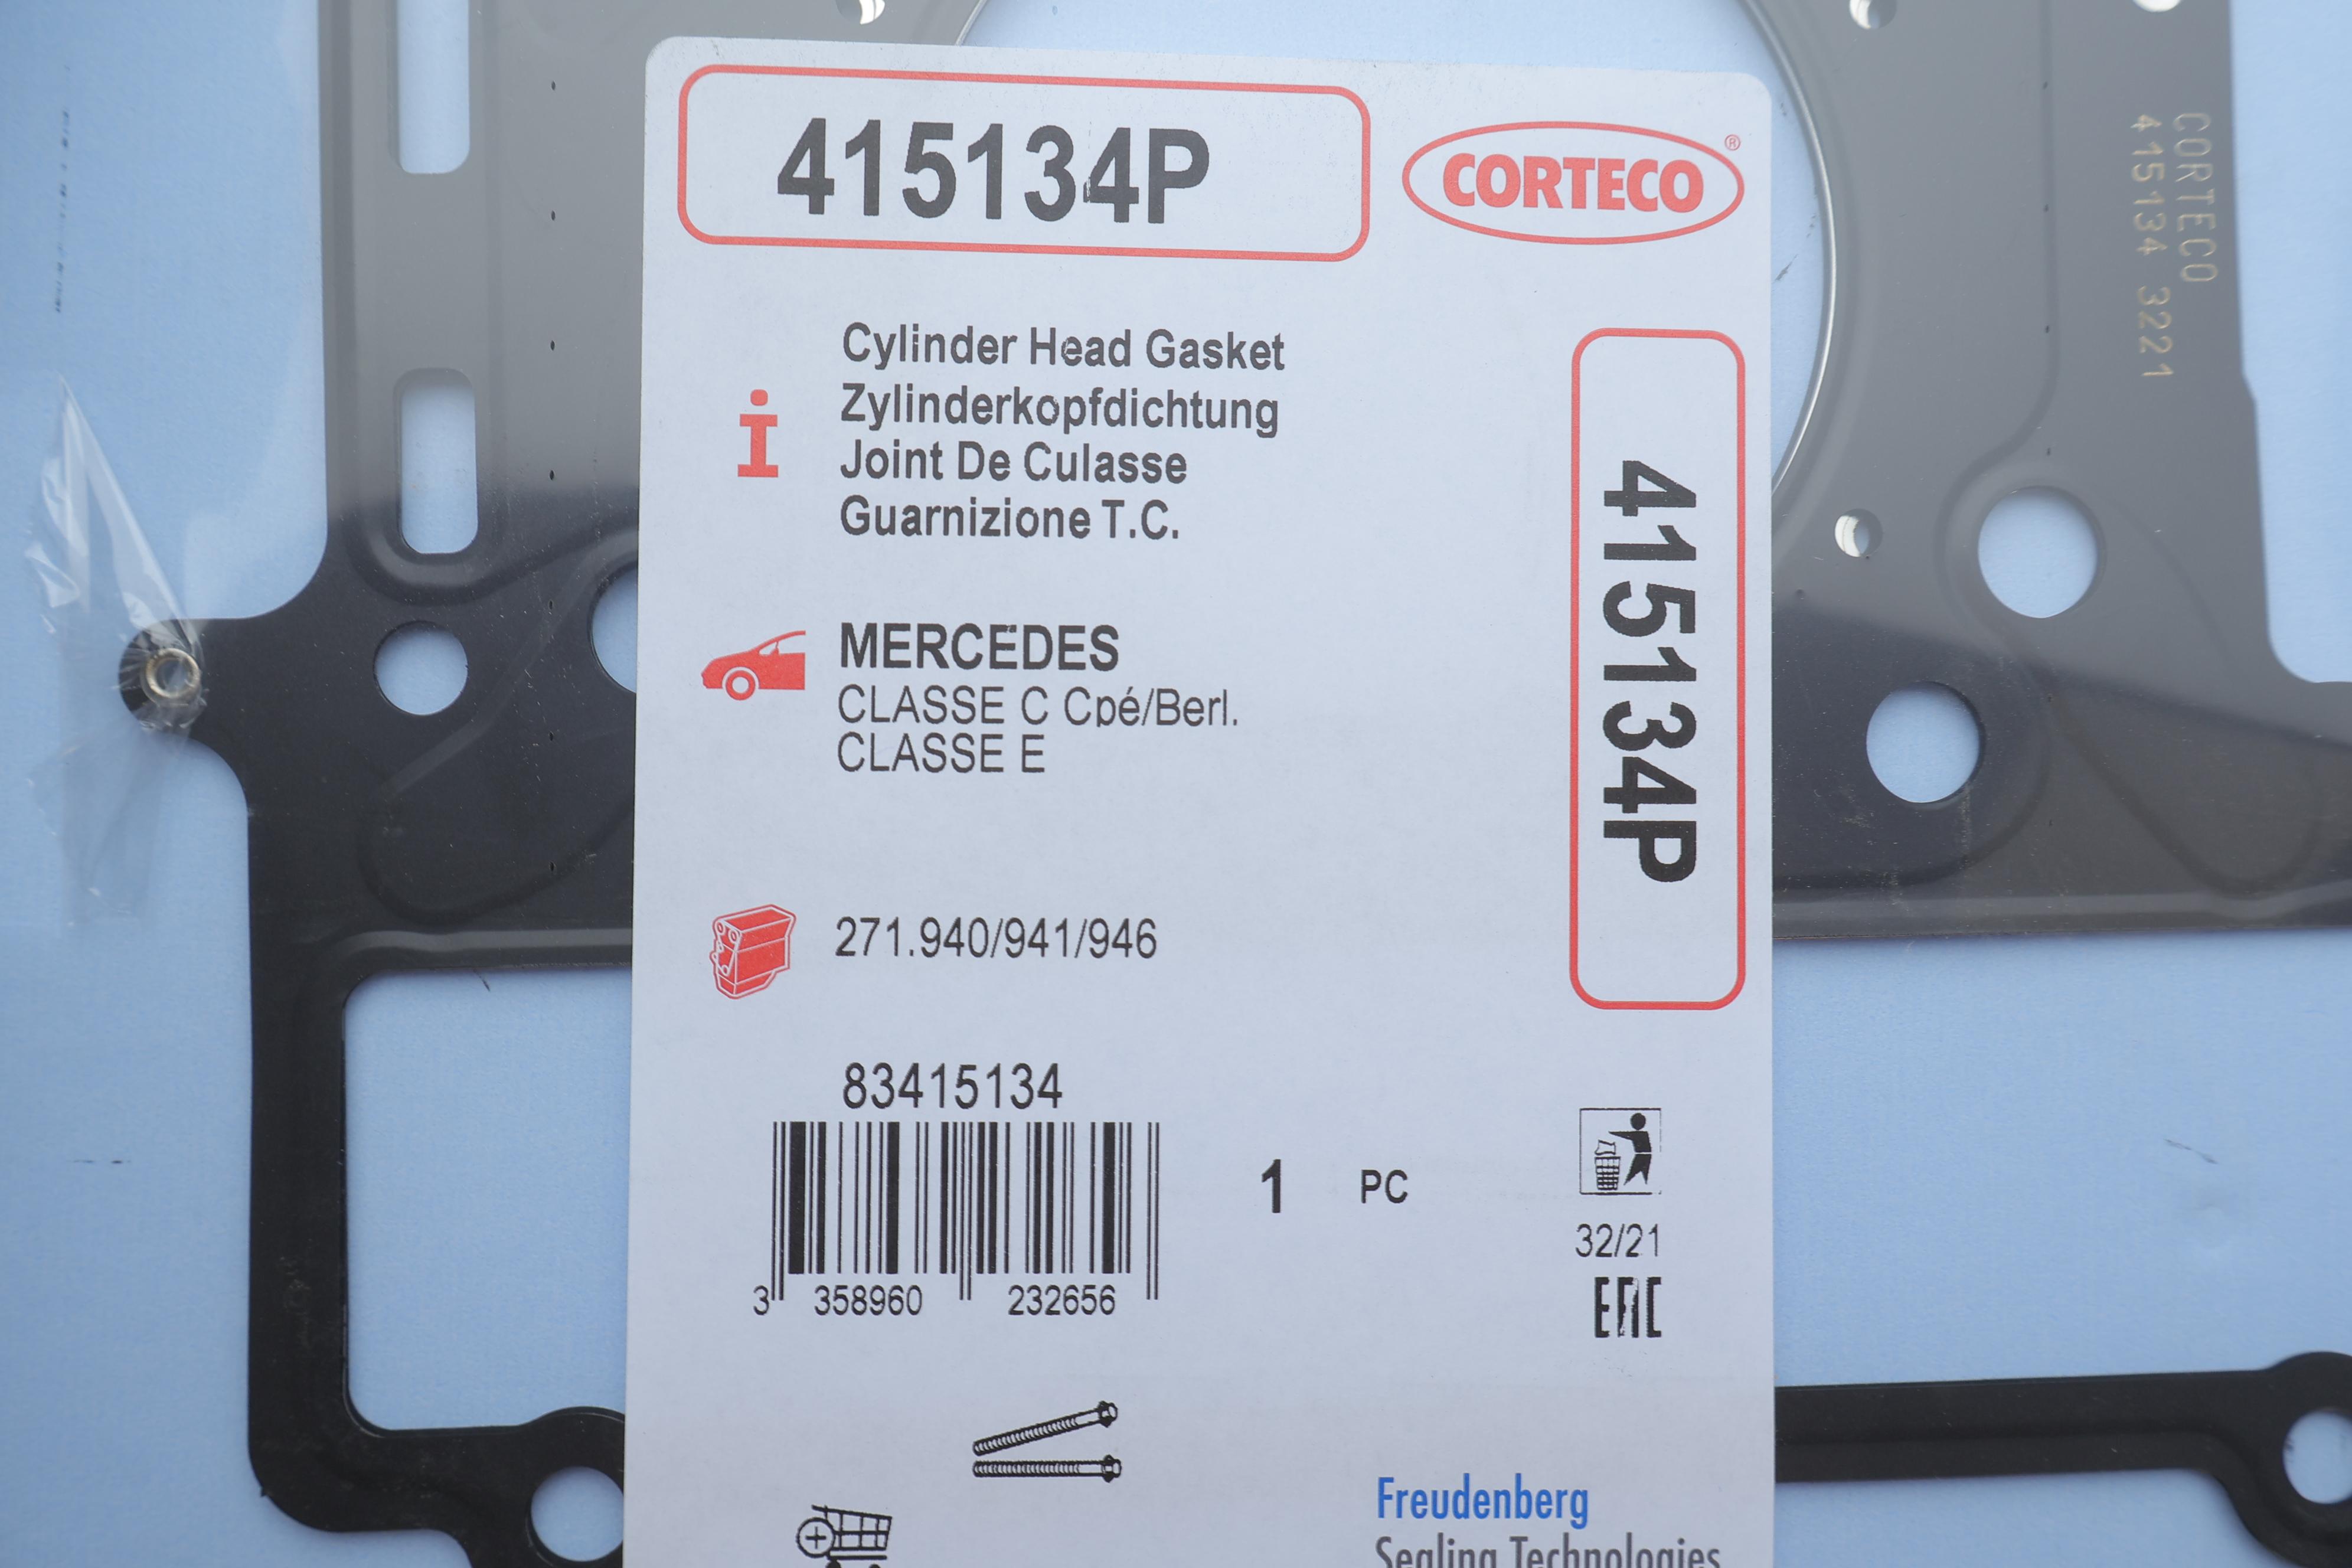 415134P
CORTECO®
Cylinder Head Gasket
Zylinderkopfdichtung
Joint De Culasse
Guarnizione T.C.
MERCEDES
CLASSE C Cpé/Berl.
CLASSE E
271.940/941/946
415134P
83415134
3 358960 232656
1 PC
32/21
EAC
Freudenberg
Sealing Technologies
CORTECO
415134 3221